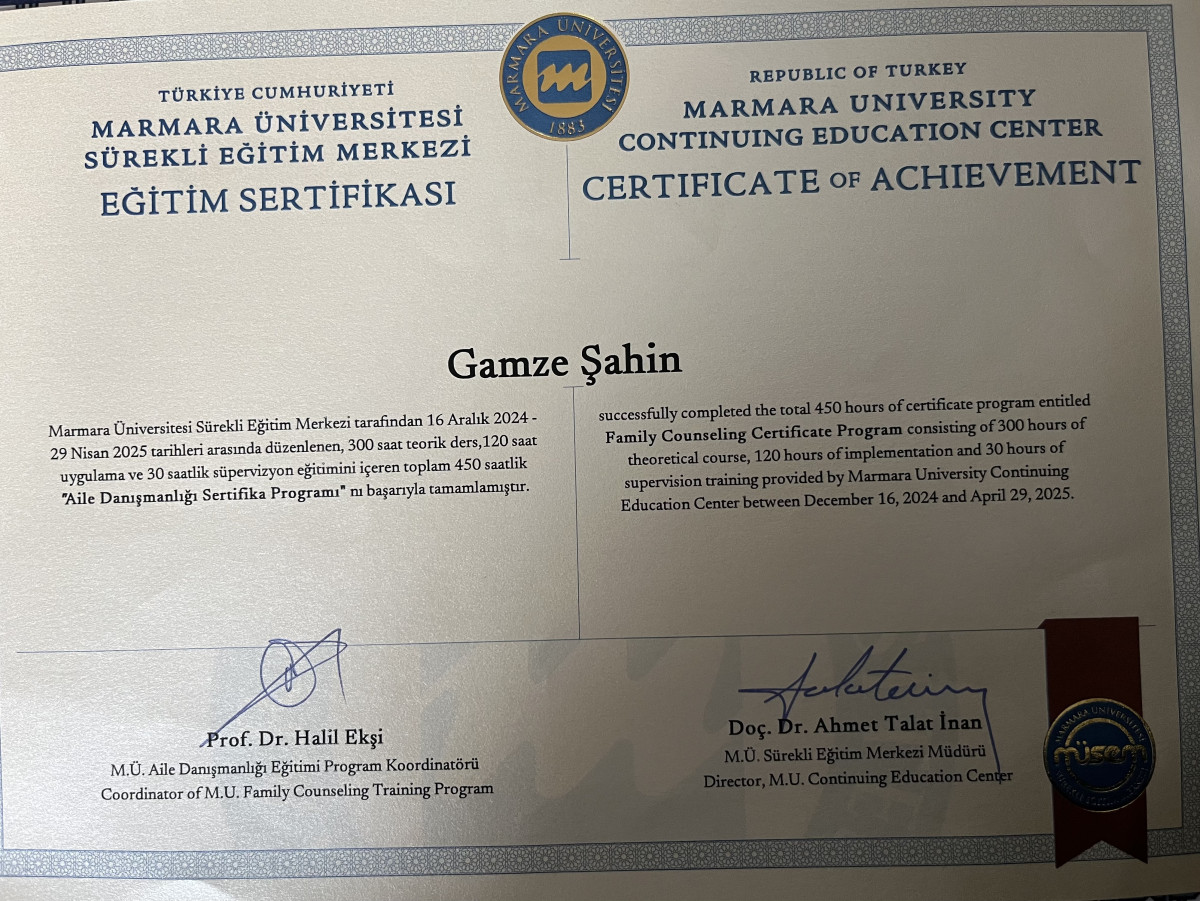 TÜRKİYE CUMHURİYETİ
MARMARA ÜNİVERSİTESİ
SÜREKLİ EĞİTİM MERKEZİ
EĞİTİM SERTİFİKASI
MARMARA ÜNİVERSİTESİ
1883
REPUBLIC OF TURKEY
MARMARA UNIVERSITY
CONTINUING EDUCATION CENTER
CERTIFICATE OF ACHIEVEMENT
Gamze Şahin
Marmara Üniversitesi Sürekli Eğitim Merkezi tarafından 16 Aralık 2024 -
29 Nisan 2025 tarihleri arasında düzenlenen, 300 saat teorik ders,120 saat
uygulama ve 30 saatlik süpervizyon eğitimini içeren toplam 450 saatlik
"Aile Danışmanlığı Sertifika Programı" nı başarıyla tamamlamıştır.
successfully completed the total 450 hours of certificate program entitled
Family Counseling Certificate Program consisting of 300 hours of
theoretical course, 120 hours of implementation and 30 hours of
supervision training provided by Marmara University Continuing
Education Center between December 16, 2024 and April 29, 2025.
Prof. Dr. Halil Ekşi
M.Ü. Aile Danışmanlığı Eğitimi Program Koordinatörü
Coordinator of M.U. Family Counseling Training Program
Doç. Dr. Ahmet Talat İnan
M.Ü. Sürekli Eğitim Merkezi Müdürü
Director, M.U. Continuing Education Center
MARMARA ÜNİVERSİTESİ
müsem